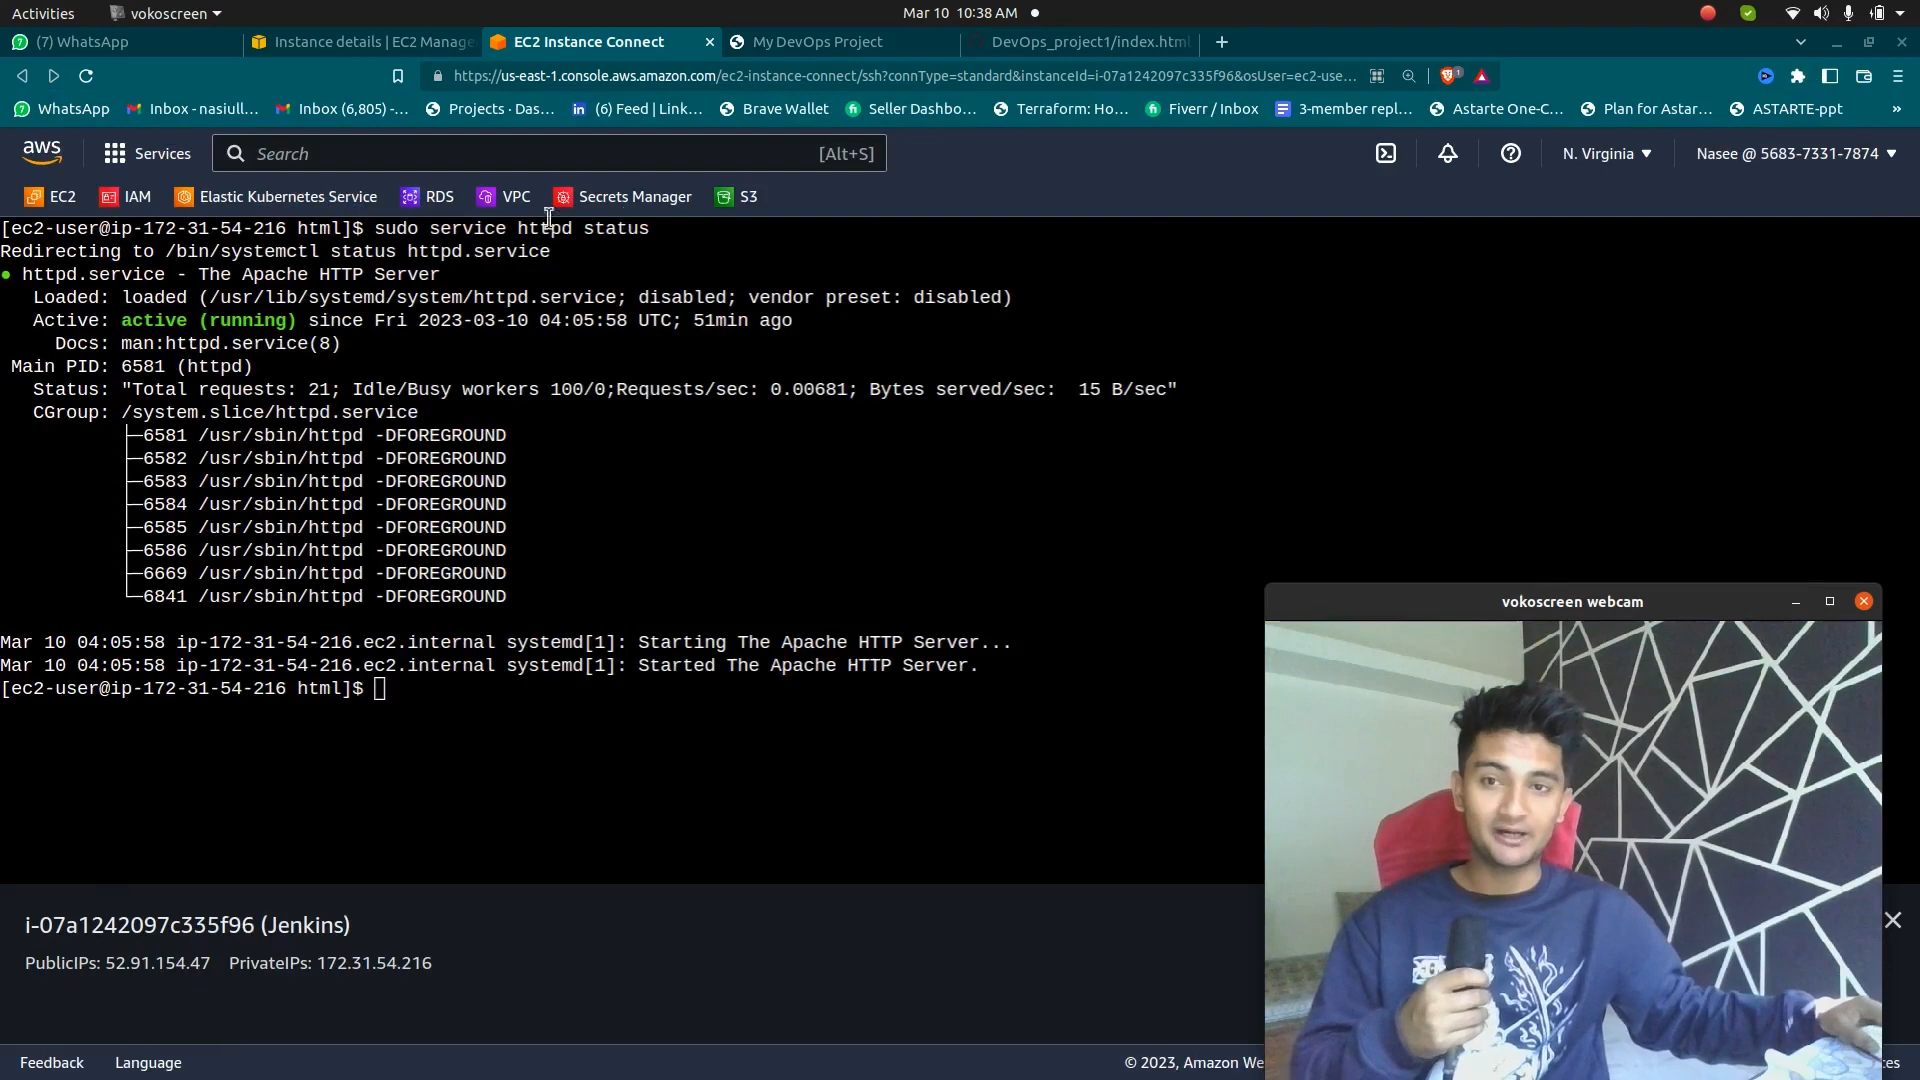 Activities vokoscreen Mar 10 10:38 AM
(7) WhatsApp Instance details | EC2 Manage EC2 Instance Connect My DevOps Project DevOps_project1/index.html
https://us-east-1.console.aws.amazon.com/ec2-instance-connect/ssh?connType=standard&instanceId=i-07a1242097c335f96&osUser=ec2-use... 1
WhatsApp Inbox - nasiull... Inbox (6,805) -... Projects · Das... (6) Feed | Link... Brave Wallet Seller Dashbo... Terraform: Ho... Fiverr / Inbox 3-member repl... Astarte One-C... Plan for Astar... ASTARTE-ppt »
aws Services Search [Alt+S] N. Virginia Nasee @ 5683-7331-7874
EC2 IAM Elastic Kubernetes Service RDS VPC Secrets Manager S3
[ec2-user@ip-172-31-54-216 html]$ sudo service httpd status
Redirecting to /bin/systemctl status httpd.service
● httpd.service - The Apache HTTP Server
Loaded: loaded (/usr/lib/systemd/system/httpd.service; disabled; vendor preset: disabled)
Active: active (running) since Fri 2023-03-10 04:05:58 UTC; 51min ago
Docs: man:httpd.service(8)
Main PID: 6581 (httpd)
Status: "Total requests: 21; Idle/Busy workers 100/0;Requests/sec: 0.00681; Bytes served/sec:  15 B/sec"
CGroup: /system.slice/httpd.service
├─6581 /usr/sbin/httpd -DFOREGROUND
├─6582 /usr/sbin/httpd -DFOREGROUND
├─6583 /usr/sbin/httpd -DFOREGROUND
├─6584 /usr/sbin/httpd -DFOREGROUND
├─6585 /usr/sbin/httpd -DFOREGROUND
├─6586 /usr/sbin/httpd -DFOREGROUND
├─6669 /usr/sbin/httpd -DFOREGROUND
└─6841 /usr/sbin/httpd -DFOREGROUND
vokoscreen webcam
Mar 10 04:05:58 ip-172-31-54-216.ec2.internal systemd[1]: Starting The Apache HTTP Server...
Mar 10 04:05:58 ip-172-31-54-216.ec2.internal systemd[1]: Started The Apache HTTP Server.
[ec2-user@ip-172-31-54-216 html]$
i-07a1242097c335f96 (Jenkins)
PublicIPs: 52.91.154.47 PrivateIPs: 172.31.54.216
Feedback Language © 2023, Amazon We